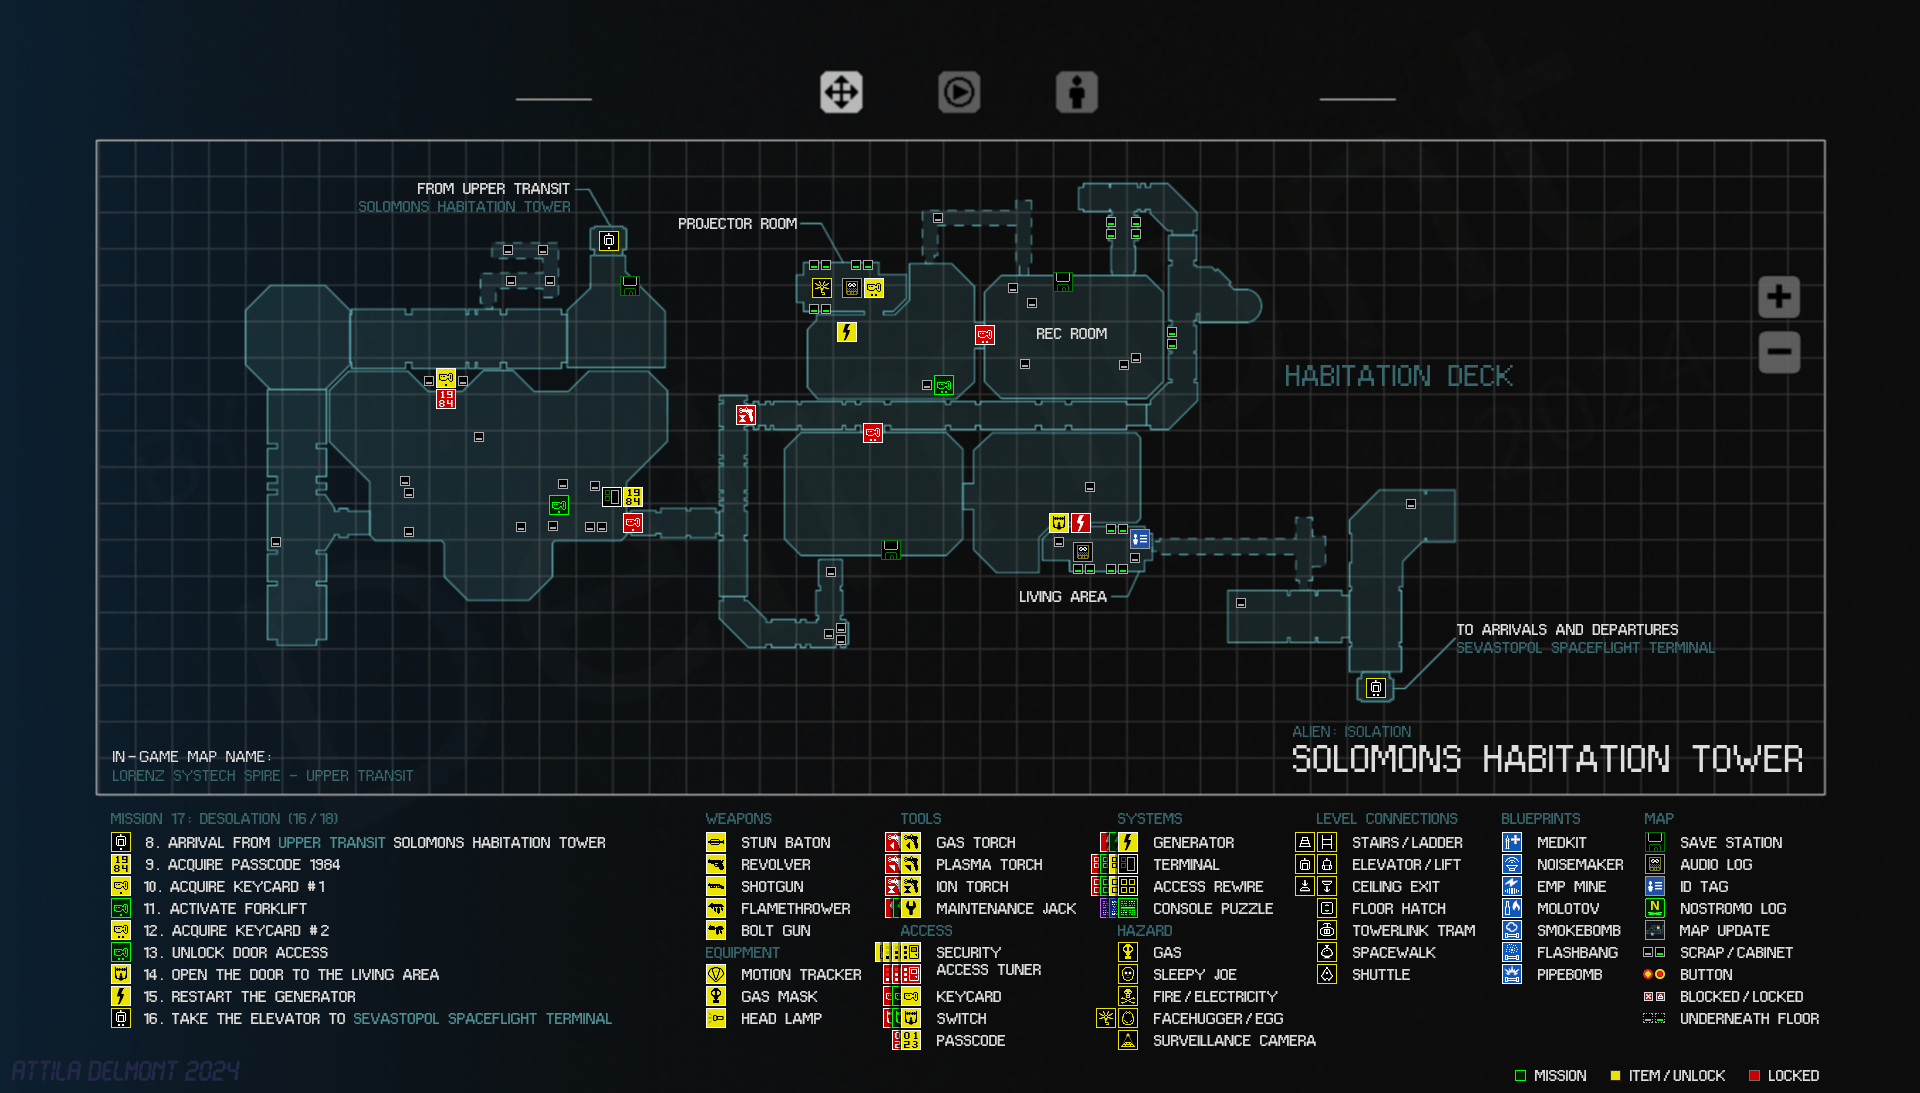 FROM UPPER TRANSIT
SOLOMONS HABITATION TOWER
PROJECTOR ROOM
REC ROOM
HABITATION DECK
19
84
19
84
LIVING AREA
TO ARRIVALS AND DEPARTURES
SEVASTOPOL SPACEFLIGHT TERMINAL
ALIEN: ISOLATION
SOLOMONS HABITATION TOWER
IN-GAME MAP NAME:
LORENZ SYSTECH SPIRE - UPPER TRANSIT
MISSION 17: DESOLATION (16/18)
8. ARRIVAL FROM UPPER TRANSIT SOLOMONS HABITATION TOWER
19
84
9. ACQUIRE PASSCODE 1984
10. ACQUIRE KEYCARD #1
11. ACTIVATE FORKLIFT
12. ACQUIRE KEYCARD #2
13. UNLOCK DOOR ACCESS
14. OPEN THE DOOR TO THE LIVING AREA
15. RESTART THE GENERATOR
16. TAKE THE ELEVATOR TO SEVASTOPOL SPACEFLIGHT TERMINAL
WEAPONS
STUN BATON
REVOLVER
SHOTGUN
FLAMETHROWER
BOLT GUN
EQUIPMENT
MOTION TRACKER
GAS MASK
HEAD LAMP
TOOLS
GAS TORCH
PLASMA TORCH
ION TORCH
MAINTENANCE JACK
ACCESS
SECURITY
ACCESS TUNER
KEYCARD
SWITCH
01
23
PASSCODE
SYSTEMS
GENERATOR
TERMINAL
ACCESS REWIRE
CONSOLE PUZZLE
HAZARD
GAS
SLEEPY JOE
FIRE/ELECTRICITY
FACEHUGGER/EGG
SURVEILLANCE CAMERA
LEVEL CONNECTIONS
STAIRS/LADDER
ELEVATOR/LIFT
CEILING EXIT
FLOOR HATCH
TOWERLINK TRAM
SPACEWALK
SHUTTLE
BLUEPRINTS
MEDKIT
NOISEMAKER
EMP MINE
MOLOTOV
SMOKEBOMB
FLASHBANG
PIPEBOMB
MAP
SAVE STATION
AUDIO LOG
ID TAG
N NOSTROMO LOG
MAP UPDATE
SCRAP/CABINET
BUTTON
BLOCKED/LOCKED
UNDERNEATH FLOOR
ATTILA DELMONT 2024
MISSION
ITEM/UNLOCK
LOCKED